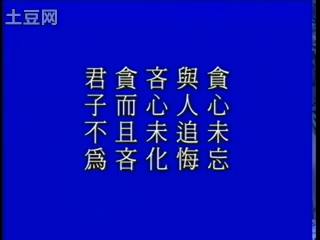 土豆网
貪心未忘
與人追悔
吝心未化
貪而且吝
君子不爲